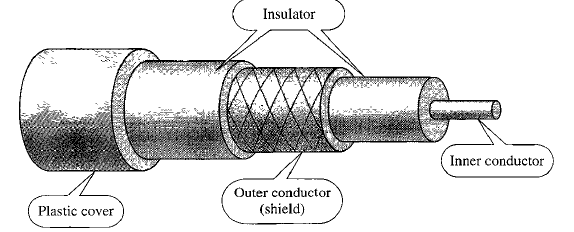 Insulator
Inner conductor
Outer conductor
(shield)
Plastic cover